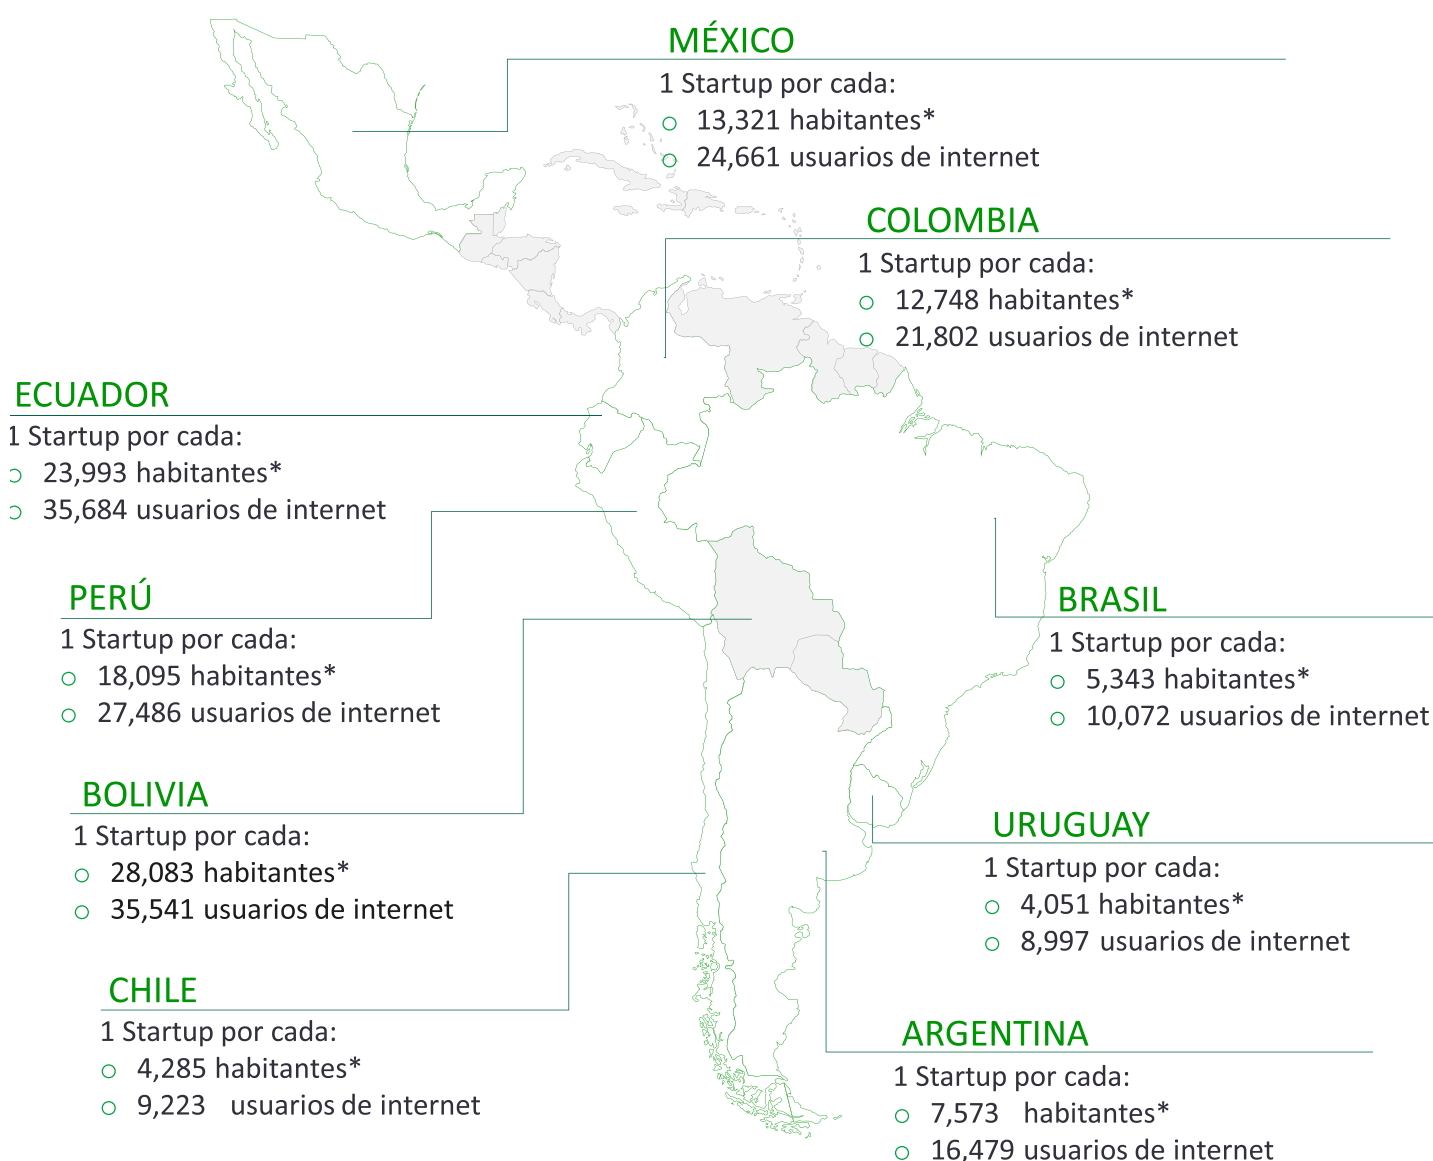 MÉXICO
1 Startup por cada:
13,321 habitantes*
24,661 usuarios de internet
COLOMBIA
1 Startup por cada:
12,748 habitantes*
21,802 usuarios de internet
ECUADOR
1 Startup por cada:
23,993 habitantes*
35,684 usuarios de internet
PERÚ
1 Startup por cada:
18,095 habitantes*
27,486 usuarios de internet
BRASIL
1 Startup por cada:
5,343 habitantes*
10,072 usuarios de internet
BOLIVIA
1 Startup por cada:
28,083 habitantes*
35,541 usuarios de internet
URUGUAY
1 Startup por cada:
4,051 habitantes*
8,997 usuarios de internet
CHILE
1 Startup por cada:
4,285 habitantes*
9,223 usuarios de internet
ARGENTINA
1 Startup por cada:
7,573 habitantes*
16,479 usuarios de internet